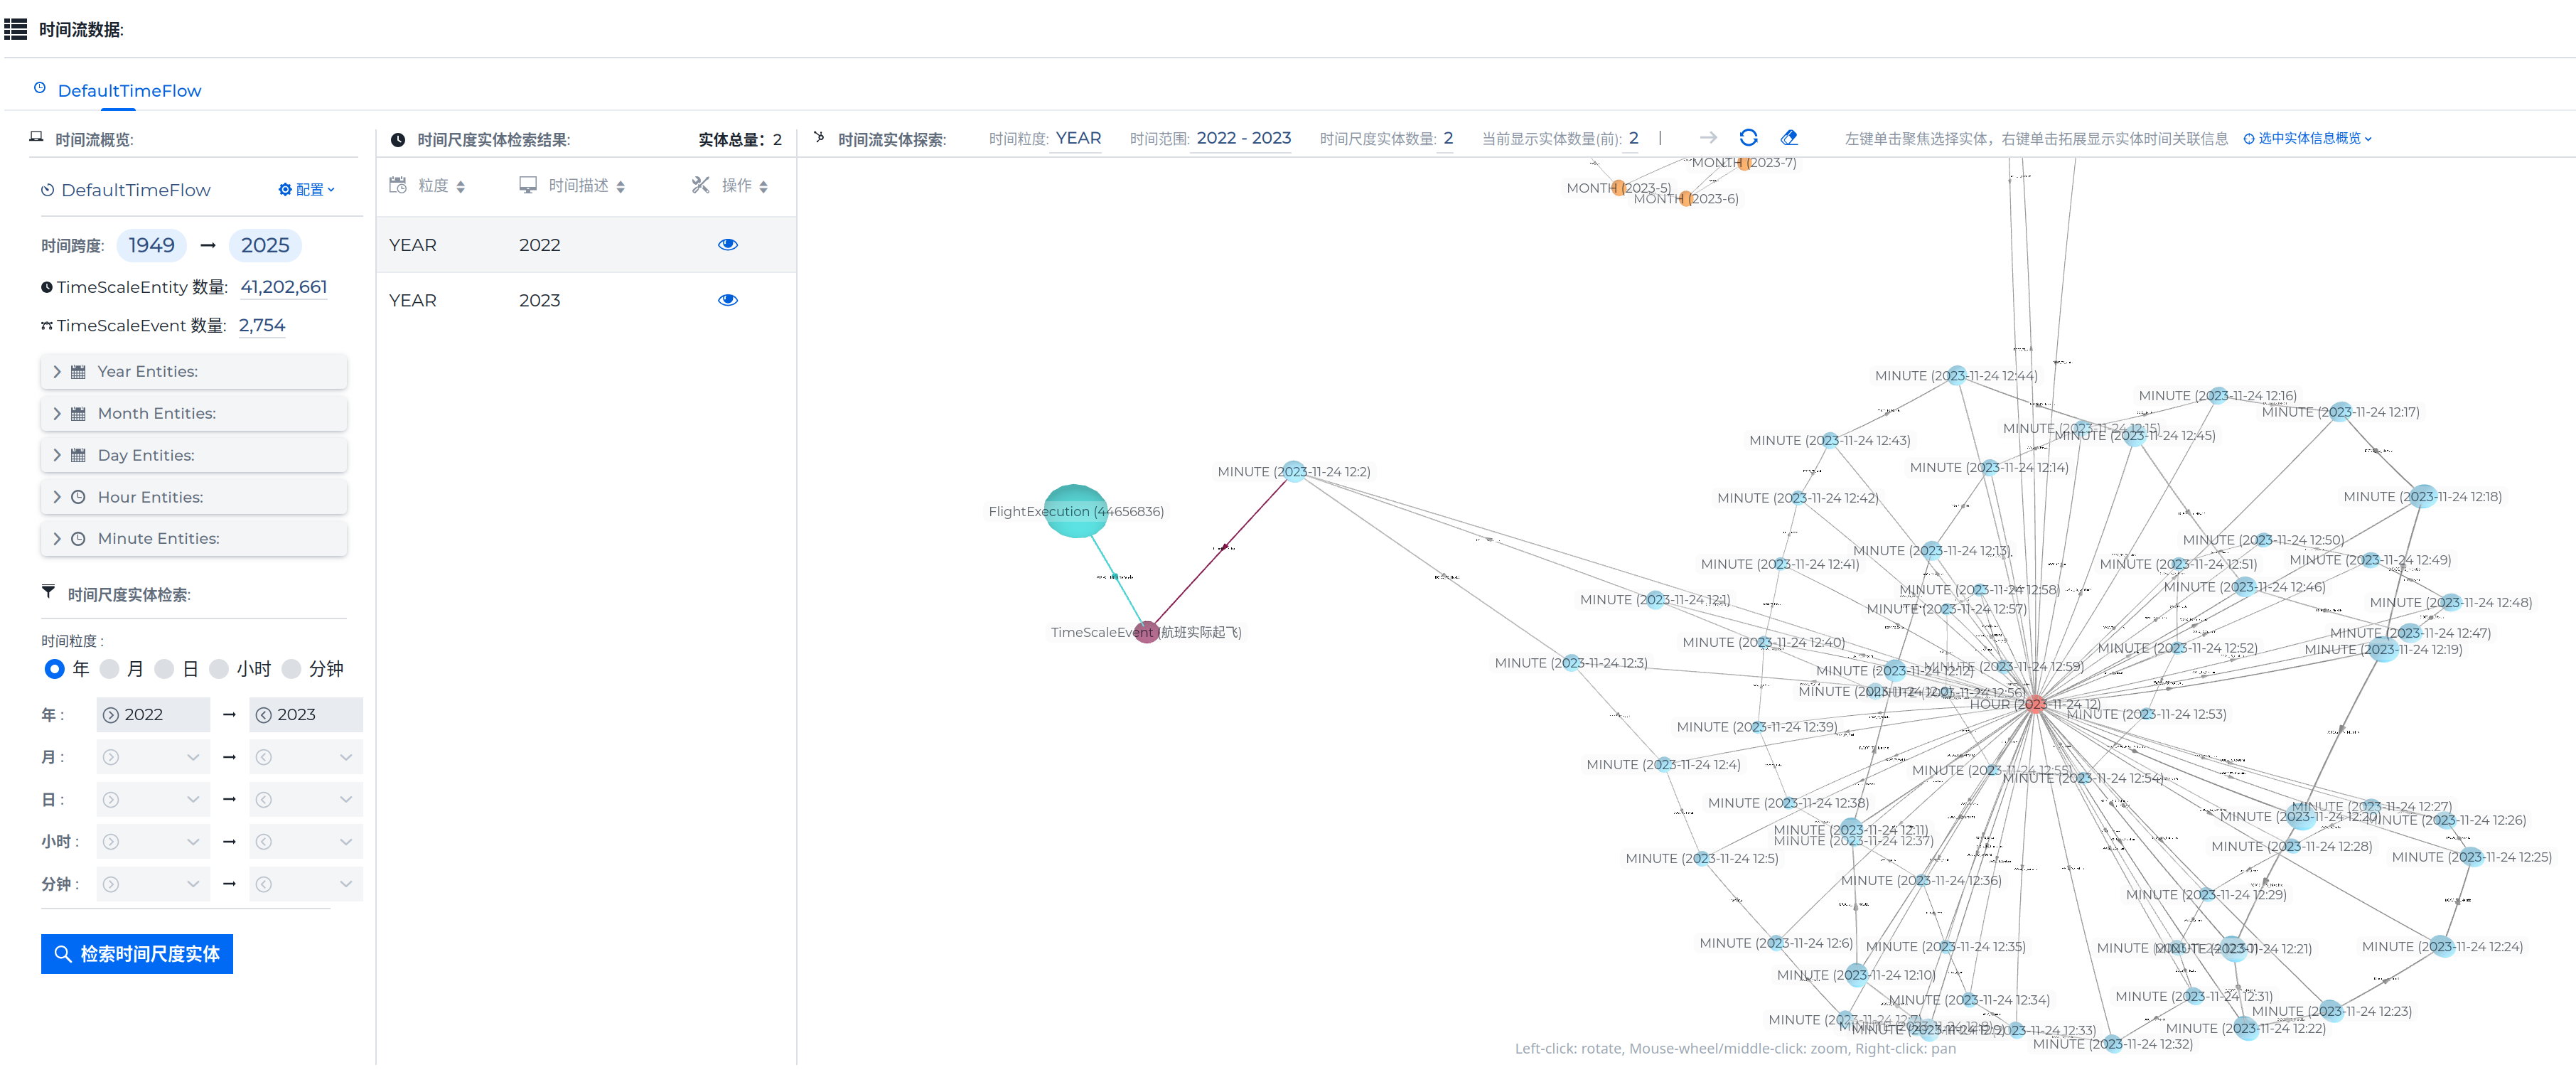 时间流数据:
DefaultTimeFlow
时间流概览:
DefaultTimeFlow 配置
时间跨度: 1949 → 2025
TimeScaleEntity 数量: 41,202,661
TimeScaleEvent 数量: 2,754
Year Entities:
Month Entities:
Day Entities:
Hour Entities:
Minute Entities:
时间尺度实体检索:
时间粒度 :
年 月 日 小时 分钟
年 : 2022 → 2023
月 : →
日 : →
小时 : →
分钟 : →
检索时间尺度实体
时间尺度实体检索结果: 实体总量: 2
粒度 时间描述 操作
YEAR 2022
YEAR 2023
时间流实体探索: 时间粒度: YEAR 时间范围: 2022 - 2023 时间尺度实体数量: 2 当前显示实体数量(前): 2 | 左键单击聚焦选择实体，右键单击拓展显示实体时间关联信息 选中实体信息概览
MONTH (2023-7)
MONTH (2023-5)
MONTH (2023-6)
MINUTE (2023-11-24 12:44)
MINUTE (2023-11-24 12:16)
MINUTE (2023-11-24 12:17)
MINUTE (2023-11-24 12:15)
MINUTE (2023-11-24 12:45)
MINUTE (2023-11-24 12:43)
MINUTE (2023-11-24 12:14)
MINUTE (2023-11-24 12:2)
MINUTE (2023-11-24 12:18)
MINUTE (2023-11-24 12:42)
FlightExecution (44656836)
MINUTE (2023-11-24 12:50)
MINUTE (2023-11-24 12:13)
MINUTE (2023-11-24 12:49)
MINUTE (2023-11-24 12:41)
MINUTE (2023-11-24 12:51)
MINUTE (2023-11-24 12:46)
MINUTE (2023-11-24 12:58)
MINUTE (2023-11-24 12:1)
MINUTE (2023-11-24 12:48)
MINUTE (2023-11-24 12:57)
TimeScaleEvent (航班实际起飞)
MINUTE (2023-11-24 12:47)
MINUTE (2023-11-24 12:40)
MINUTE (2023-11-24 12:52)
MINUTE (2023-11-24 12:19)
MINUTE (2023-11-24 12:3)
MINUTE (2023-11-24 12:59)
MINUTE (2023-11-24 12:12)
MINUTE (2023-11-24 12:0)
MINUTE (2023-11-24 12:56)
HOUR (2023-11-24 12)
MINUTE (2023-11-24 12:53)
MINUTE (2023-11-24 12:39)
MINUTE (2023-11-24 12:4)
MINUTE (2023-11-24 12:55)
MINUTE (2023-11-24 12:54)
MINUTE (2023-11-24 12:38)
MINUTE (2023-11-24 12:27)
MINUTE (2023-11-24 12:20)
MINUTE (2023-11-24 12:26)
MINUTE (2023-11-24 12:11)
MINUTE (2023-11-24 12:37)
MINUTE (2023-11-24 12:28)
MINUTE (2023-11-24 12:25)
MINUTE (2023-11-24 12:5)
MINUTE (2023-11-24 12:36)
MINUTE (2023-11-24 12:29)
MINUTE (2023-11-24 12:6)
MINUTE (2023-11-24 12:35)
MINUTE (2023-11-24 12:21)
MINUTE (2023-11-24 12:24)
MINUTE (2023-11-24 12:10)
MINUTE (2023-11-24 12:31)
MINUTE (2023-11-24 12:34)
MINUTE (2023-11-24 12:23)
MINUTE (2023-11-24 12:7)
MINUTE (2023-11-24 12:22)
MINUTE (2023-11-24 12:9)
MINUTE (2023-11-24 12:33)
MINUTE (2023-11-24 12:32)
Left-click: rotate, Mouse-wheel/middle-click: zoom, Right-click: pan